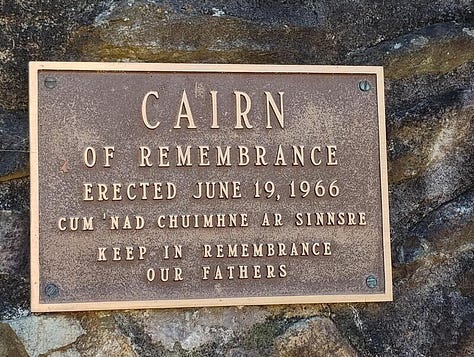 CAIRN
OF REMEMBRANCE
ERECTED JUNE 19, 1966
CUM 'NAD CHUIMHNE AR SINNSRE
KEEP IN REMEMBRANCE
OUR FATHERS